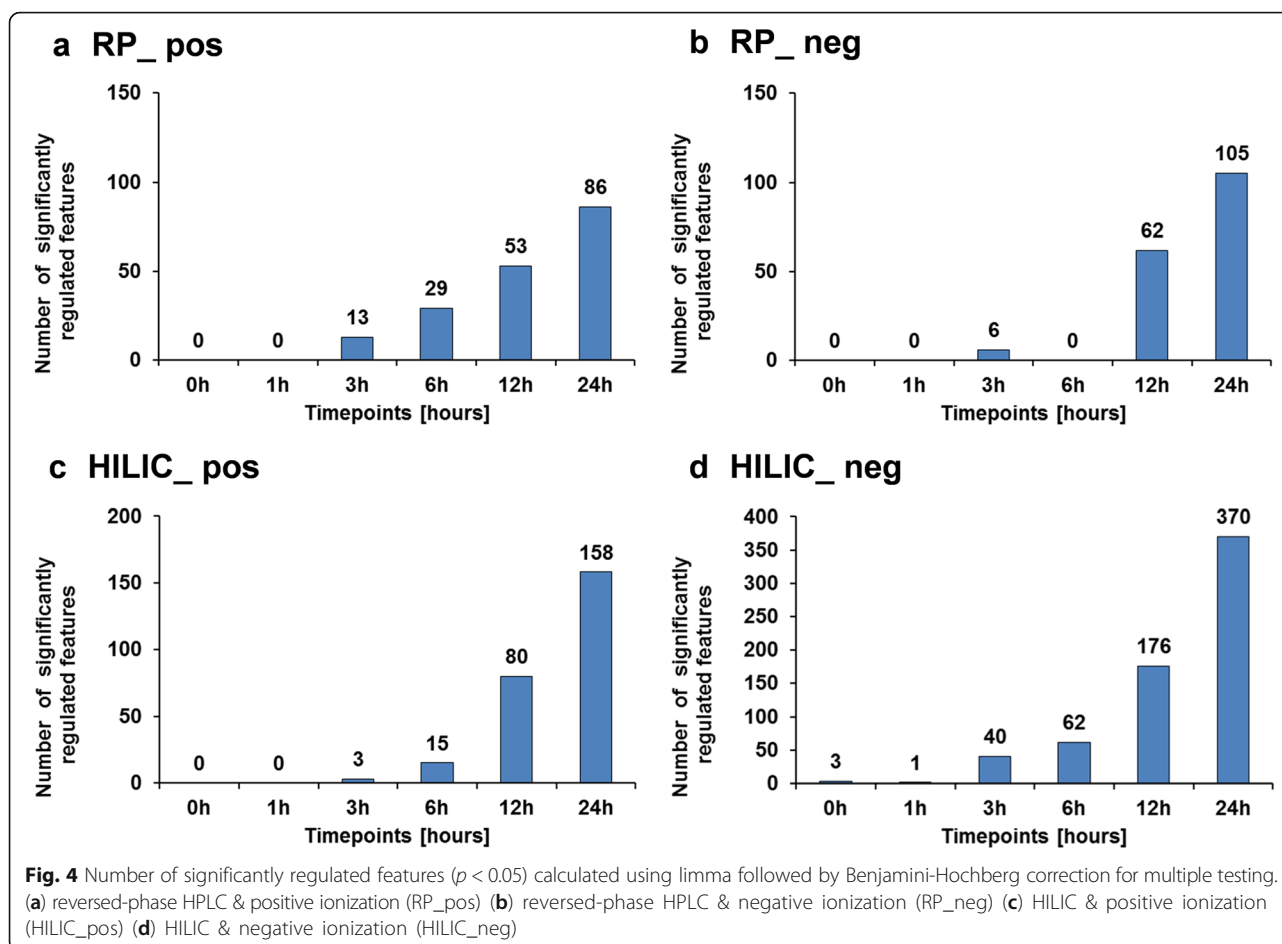 a RP_ pos
Number of significantly
regulated features
150
100
50
0
0
0
13
29
53
86
0h 1h 3h 6h 12h 24h
Timepoints [hours]
b RP_ neg
Number of significantly
regulated features
150
100
50
0
0
0
6
0
62
105
0h 1h 3h 6h 12h 24h
Timepoints [hours]
c HILIC_ pos
Number of significantly
regulated features
200
150
100
50
0
0
0
3
15
80
158
0h 1h 3h 6h 12h 24h
Timepoints [hours]
d HILIC_ neg
Number of significantly
regulated features
400
350
300
250
200
150
100
50
0
3
1
40
62
176
370
0h 1h 3h 6h 12h 24h
Timepoints [hours]
Fig. 4 Number of significantly regulated features (p < 0.05) calculated using limma followed by Benjamini-Hochberg correction for multiple testing.
(a) reversed-phase HPLC & positive ionization (RP_pos) (b) reversed-phase HPLC & negative ionization (RP_neg) (c) HILIC & positive ionization
(HILIC_pos) (d) HILIC & negative ionization (HILIC_neg)